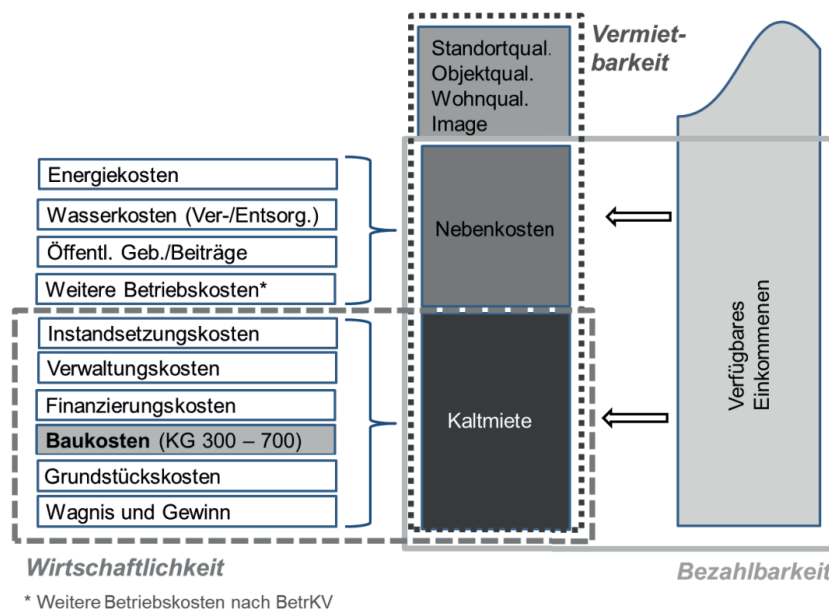 Vermiet-
barkeit
Standortqual.
Objektqual.
Wohnqual.
Image
Energiekosten
Wasserkosten (Ver-/Entsorg.)
Öffentl. Geb./Beiträge
Weitere Betriebskosten*
Nebenkosten
Instandsetzungskosten
Verwaltungskosten
Finanzierungskosten
Baukosten (KG 300 – 700)
Grundstückskosten
Wagnis und Gewinn
Kaltmiete
Verfügbares
Einkommenen
Wirtschaftlichkeit
Bezahlbarkeit
* Weitere Betriebskosten nach BetrKV